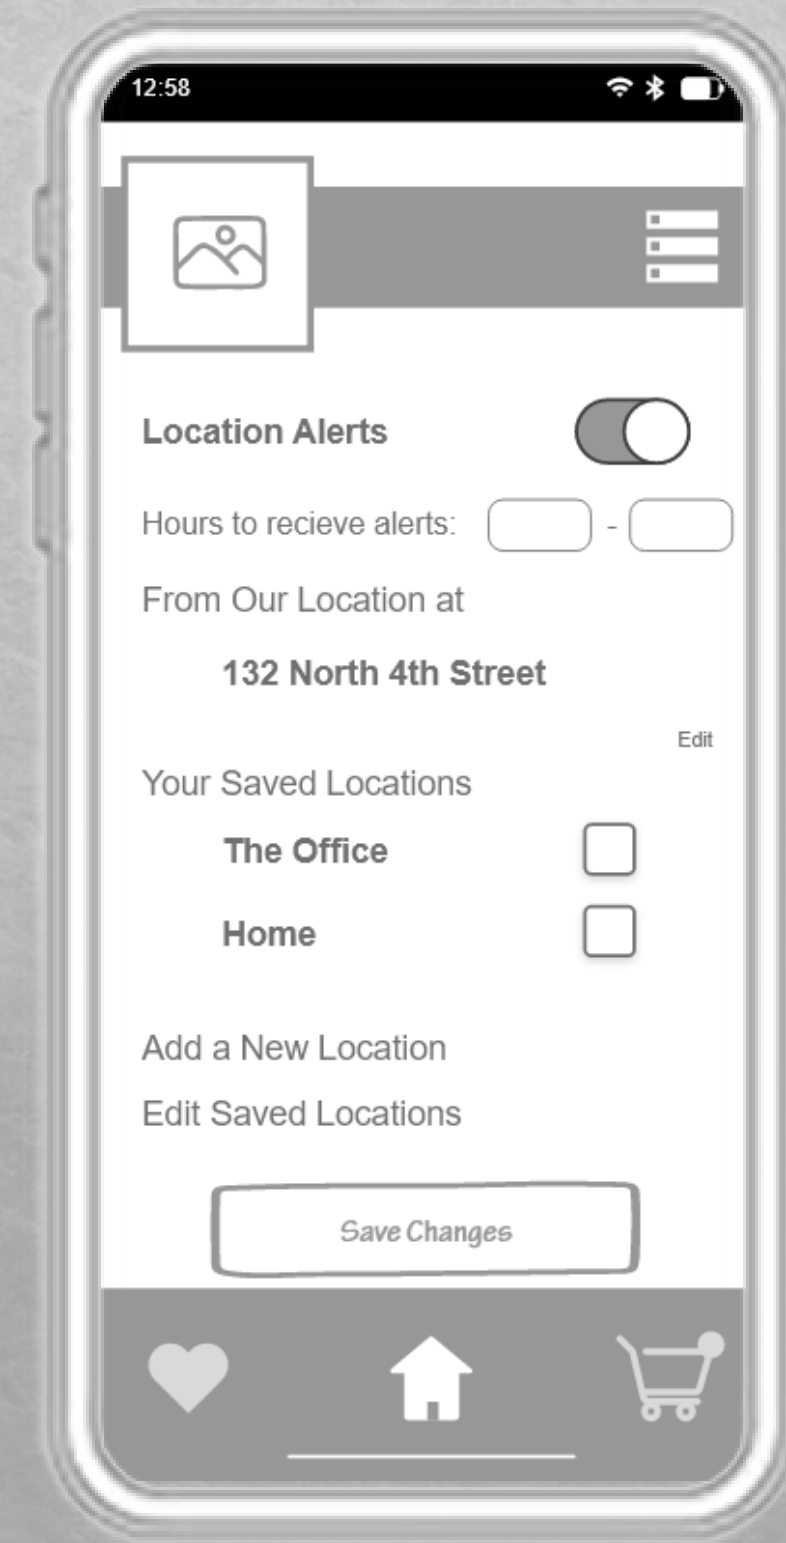 12:58
Location Alerts
Hours to recieve alerts: -
From Our Location at
132 North 4th Street
Edit
Your Saved Locations
The Office
Home
Add a New Location
Edit Saved Locations
Save Changes